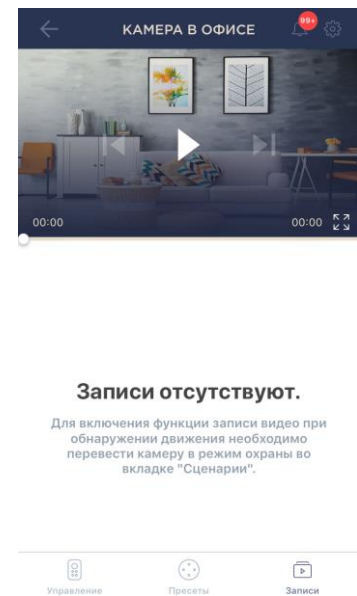 КАМЕРА В ОФИСЕ
99+
00:00
00:00
Записи отсутствуют.
Для включения функции записи видео при
обнаружении движения необходимо
перевести камеру в режим охраны во
вкладке "Сценарии".
Управление
Пресеты
Записи